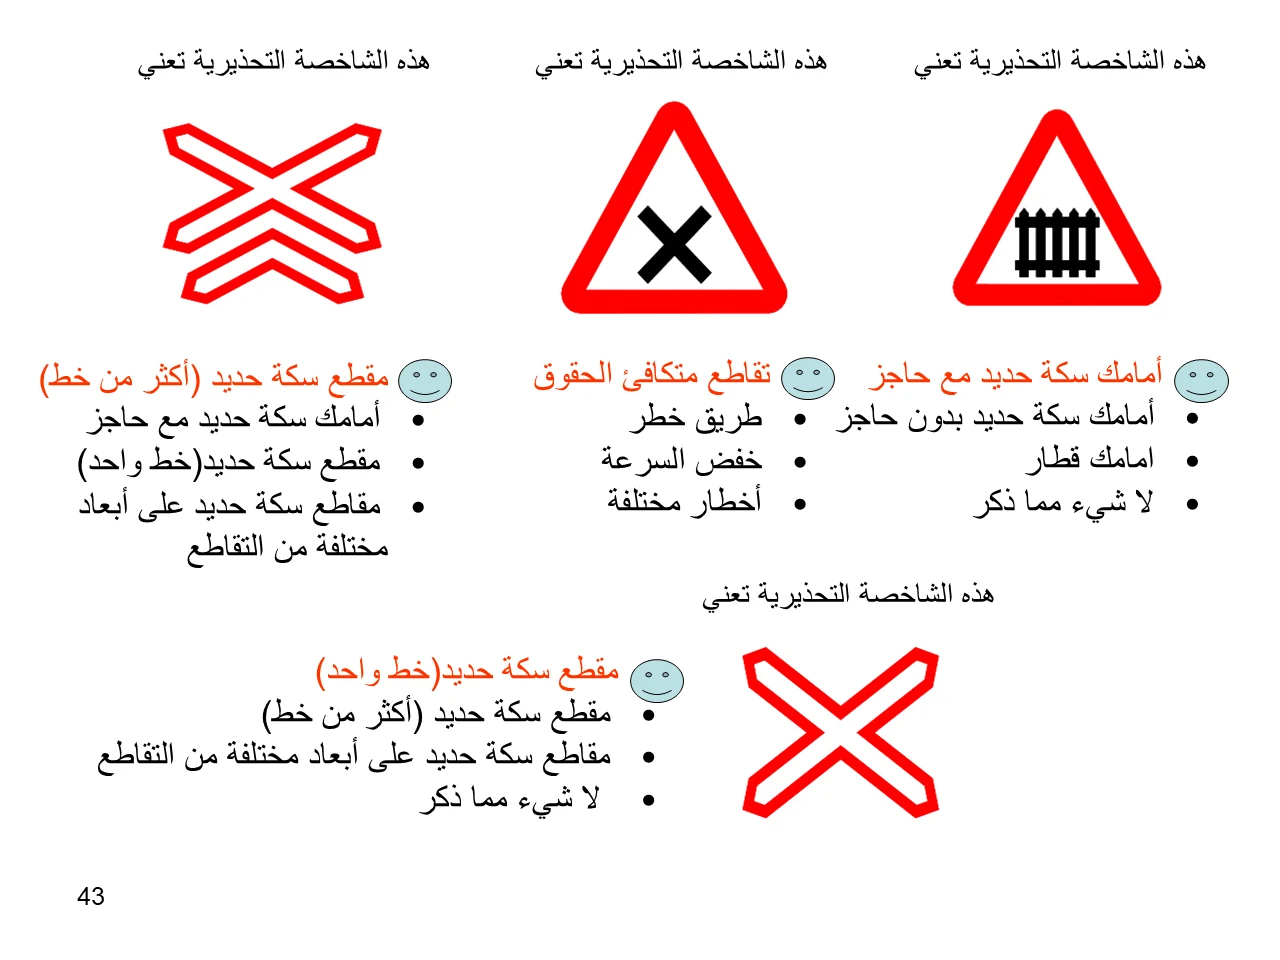 هذه الشاخصة التحذيرية تعني
أمامك سكة حديد مع حاجز
• أمامك سكة حديد بدون حاجز
• امامك قطار
• لا شيء مما ذكر
هذه الشاخصة التحذيرية تعني
تقاطع متكافئ الحقوق
• طريق خطر
• خفض السرعة
• أخطار مختلفة
هذه الشاخصة التحذيرية تعني
مقطع سكة حديد (أكثر من خط)
• أمامك سكة حديد مع حاجز
• مقطع سكة حديد(خط واحد)
• مقاطع سكة حديد على أبعاد
مختلفة من التقاطع
هذه الشاخصة التحذيرية تعني
مقطع سكة حديد(خط واحد)
• مقطع سكة حديد (أكثر من خط)
• مقاطع سكة حديد على أبعاد مختلفة من التقاطع
• لا شيء مما ذكر
43